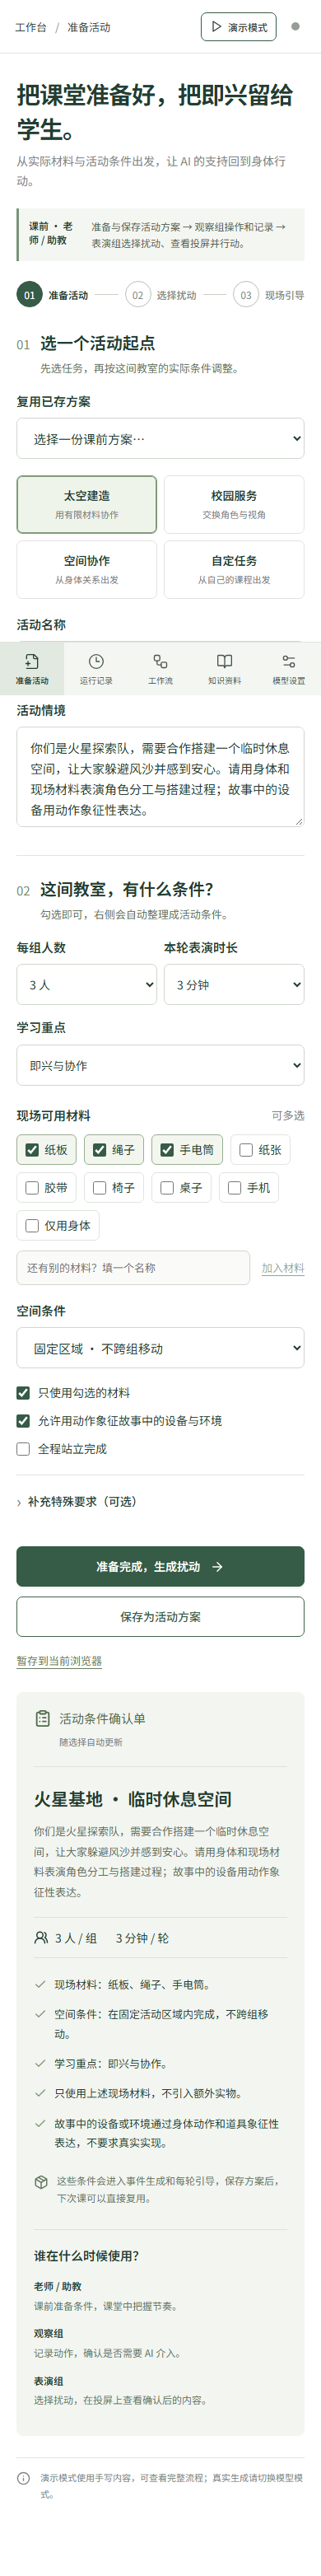 工作台 / 准备活动
演示模式
把课堂准备好，把即兴留给
学生。
从实际材料与活动条件出发，让 AI 的支持回到身体行
动。
课前 · 老
师 / 助教
准备与保存活动方案 → 观察组操作和记录 →
表演组选择扰动、查看投屏并行动。
01 准备活动
02 选择扰动
03 现场引导
01 选一个活动起点
先选任务，再按这间教室的实际条件调整。
复用已存方案
选择一份课前方案…
太空建造
用有限材料协作
校园服务
交换角色与视角
空间协作
从身体关系出发
自定任务
从自己的课程出发
活动名称
准备活动
运行记录
工作流
知识资料
模型设置
活动情境
你们是火星探索队，需要合作搭建一个临时休息
空间，让大家躲避风沙并感到安心。请用身体和
现场材料表演角色分工与搭建过程；故事中的设
备用动作象征性表达。
02 这间教室，有什么条件？
勾选即可，右侧会自动整理成活动条件。
每组人数
本轮表演时长
3 人
3 分钟
学习重点
即兴与协作
现场可用材料
可多选
纸板
绳子
手电筒
纸张
胶带
椅子
桌子
手机
仅用身体
还有别的材料？填一个名称
加入材料
空间条件
固定区域 · 不跨组移动
只使用勾选的材料
允许用动作象征故事中的设备与环境
全程站立完成
› 补充特殊要求（可选）
准备完成，生成扰动 →
保存为活动方案
暂存到当前浏览器
活动条件确认单
随选择自动更新
火星基地 · 临时休息空间
你们是火星探索队，需要合作搭建一个临时休息空
间，让大家躲避风沙并感到安心。请用身体和现场材
料表演角色分工与搭建过程；故事中的设备用动作象
征性表达。
3 人 / 组
3 分钟 / 轮
现场材料：纸板、绳子、手电筒。
空间条件：在固定活动区域内完成，不跨组移
动。
学习重点：即兴与协作。
只使用上述现场材料，不引入额外实物。
故事中的设备或环境通过身体动作和道具象征性
表达，不要求真实实现。
这些条件会进入事件生成和每轮引导，保存方案后，
下次课可以直接复用。
谁在什么时候使用？
老师 / 助教
课前准备条件，课堂中把握节奏。
观察组
记录动作，确认是否需要 AI 介入。
表演组
选择扰动，在投屏上查看确认后的内容。
演示模式使用手写内容，可查看完整流程；真实生成请切换模型模
式。